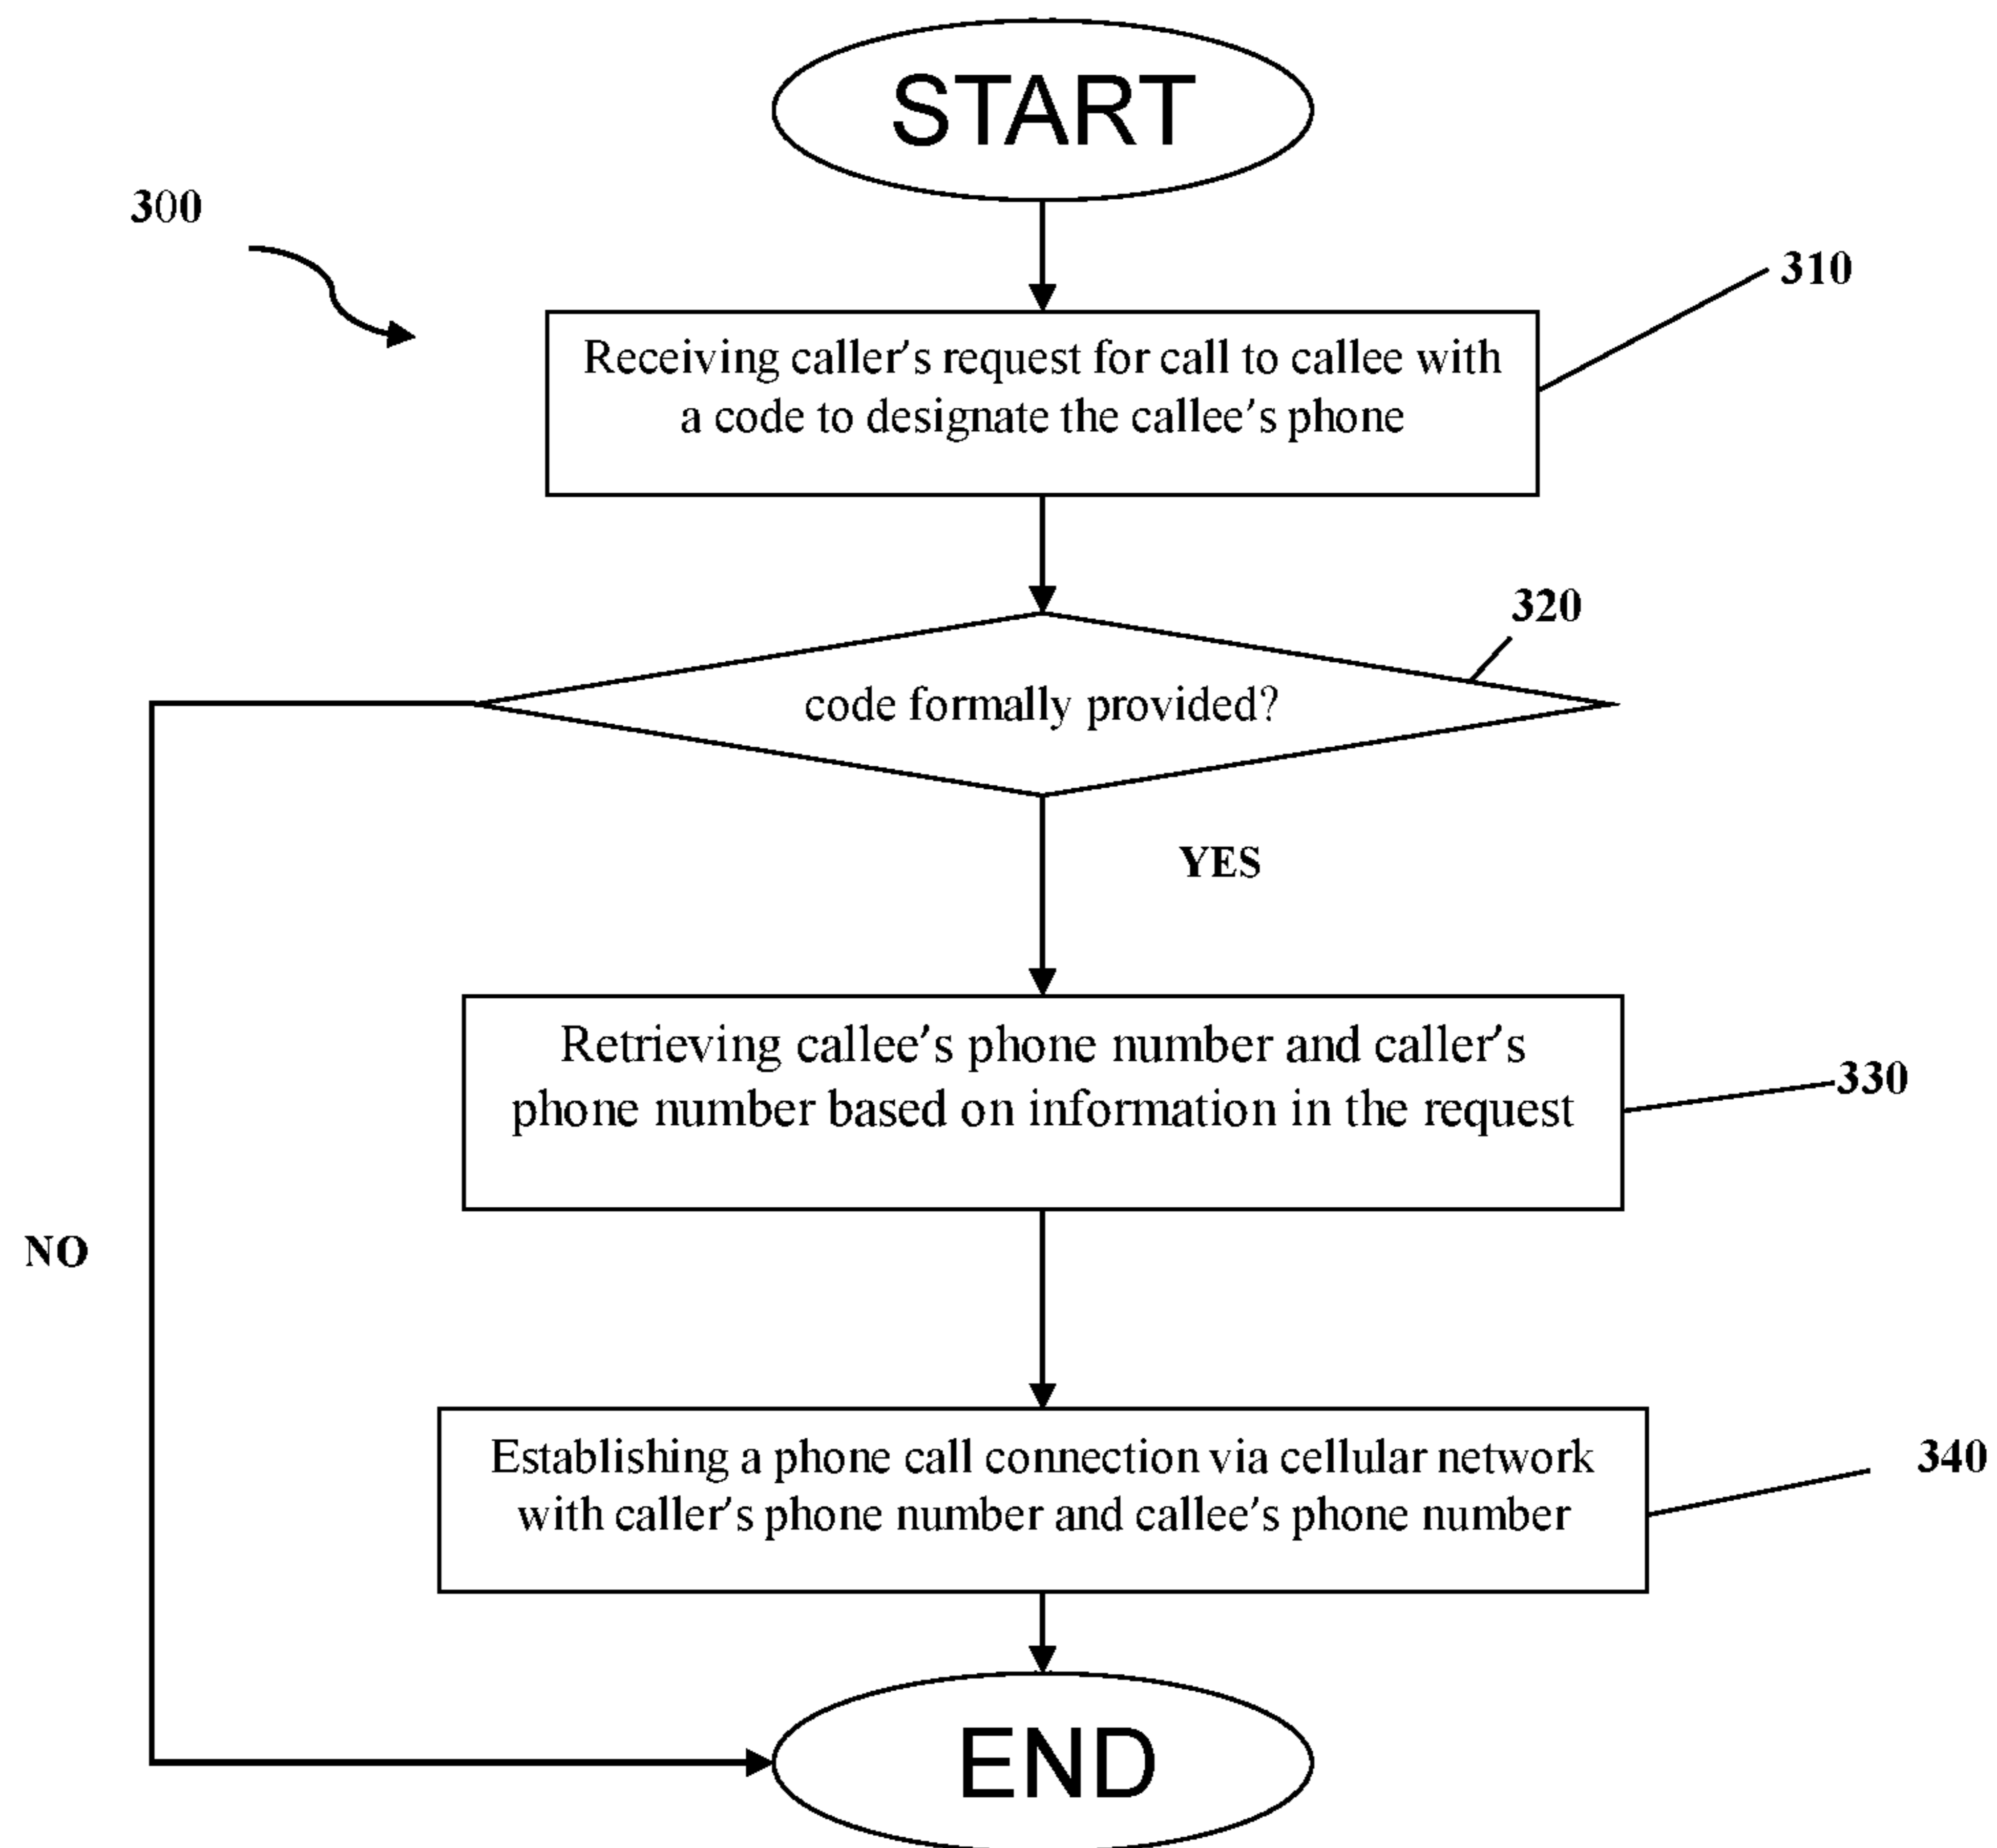 START
300
310
Receiving caller's request for call to callee with
a code to designate the callee's phone
320
code formally provided?
YES
Retrieving callee's phone number and caller's
phone number based on information in the request
330
NO
Establishing a phone call connection via cellular network
with caller's phone number and callee's phone number
340
END